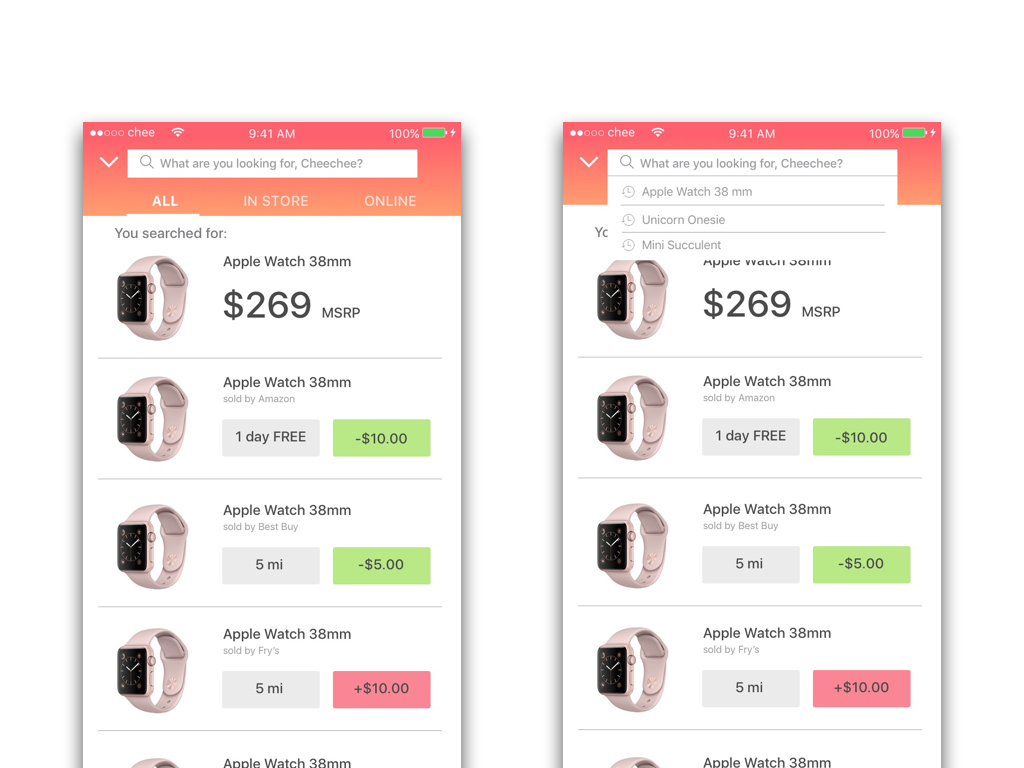 chee 9:41 AM 100%
What are you looking for, Cheechee?
ALL IN STORE ONLINE
You searched for:
Apple Watch 38mm
$269 MSRP
Apple Watch 38mm
sold by Amazon
1 day FREE -$10.00
Apple Watch 38mm
sold by Best Buy
5 mi -$5.00
Apple Watch 38mm
sold by Fry's
5 mi +$10.00
Apple Watch 38mm
chee 9:41 AM 100%
What are you looking for, Cheechee?
Apple Watch 38 mm
Unicorn Onesie
Yo
Mini Succulent
Apple Watch 38mm
$269 MSRP
Apple Watch 38mm
sold by Amazon
1 day FREE -$10.00
Apple Watch 38mm
sold by Best Buy
5 mi -$5.00
Apple Watch 38mm
sold by Fry's
5 mi +$10.00
Apple Watch 38mm